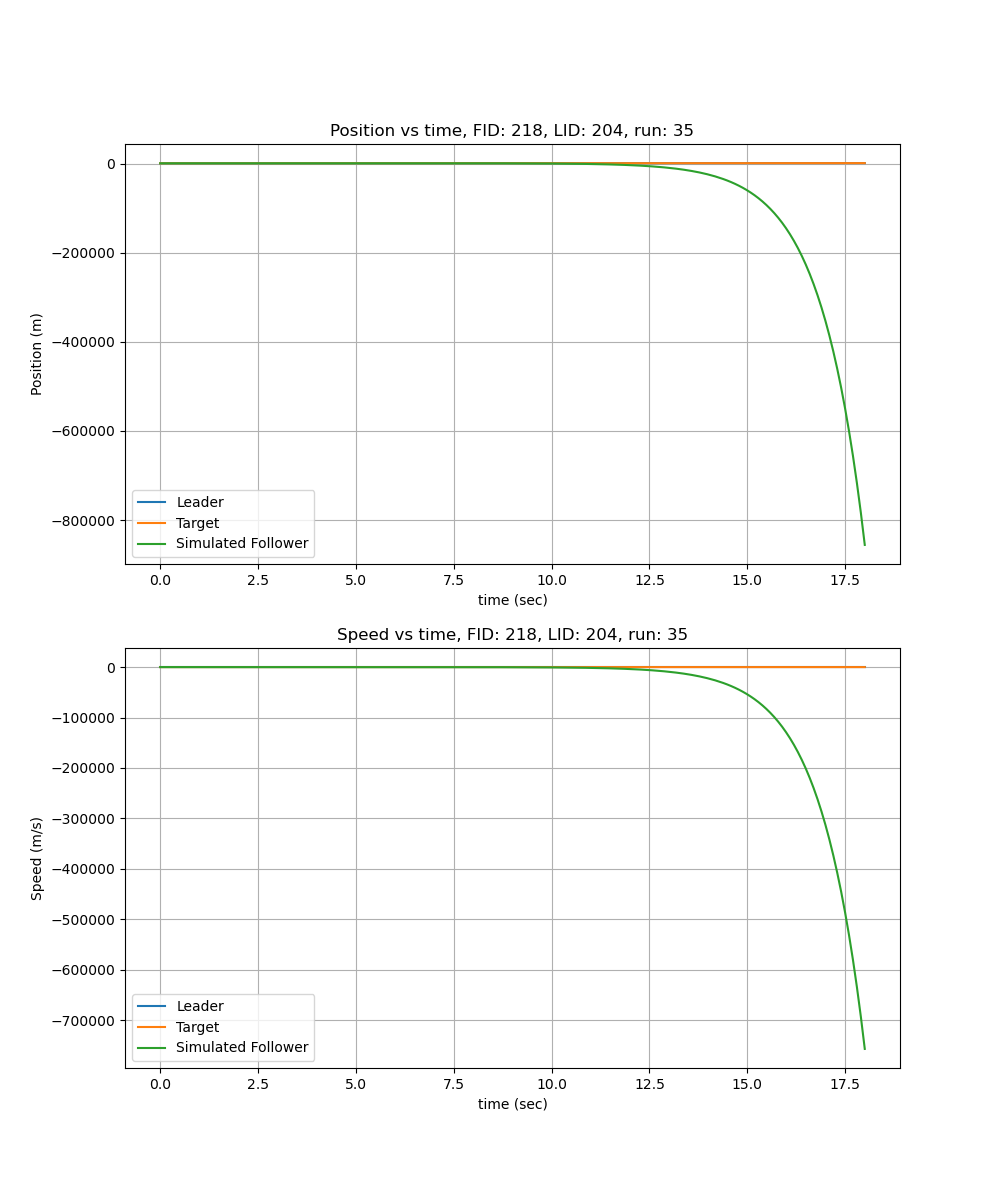 Position vs time, FID: 218, LID: 204, run: 35
0
−200000
−400000
−600000
−800000
Position (m)
Leader
Target
Simulated Follower
0.0 2.5 5.0 7.5 10.0 12.5 15.0 17.5
time (sec)
Speed vs time, FID: 218, LID: 204, run: 35
0
−100000
−200000
−300000
−400000
−500000
−600000
−700000
Speed (m/s)
Leader
Target
Simulated Follower
0.0 2.5 5.0 7.5 10.0 12.5 15.0 17.5
time (sec)